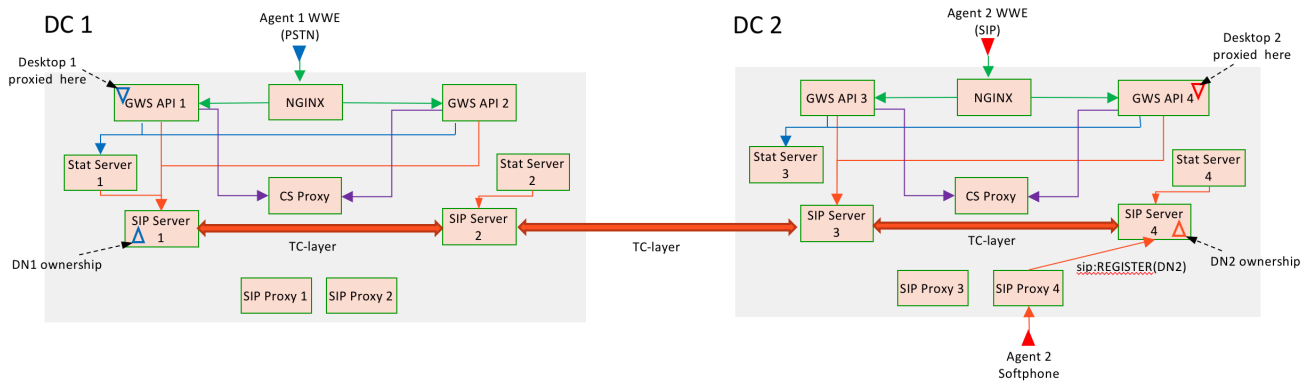 DC 1
Agent 1 WWE
(PSTN)
Desktop 1
proxied here
GWS API 1
NGINX
GWS API 2
Stat Server
1
Stat Server
2
CS Proxy
SIP Server
1
SIP Server
2
TC-layer
DN1 ownership
SIP Proxy 1
SIP Proxy 2
TC-layer
DC 2
Agent 2 WWE
(SIP)
Desktop 2
proxied here
GWS API 3
NGINX
GWS API 4
Stat Server
3
Stat Server
4
CS Proxy
SIP Server
3
SIP Server
4
TC-layer
DN2 ownership
sip:REGISTER(DN2)
SIP Proxy 3
SIP Proxy 4
Agent 2
Softphone